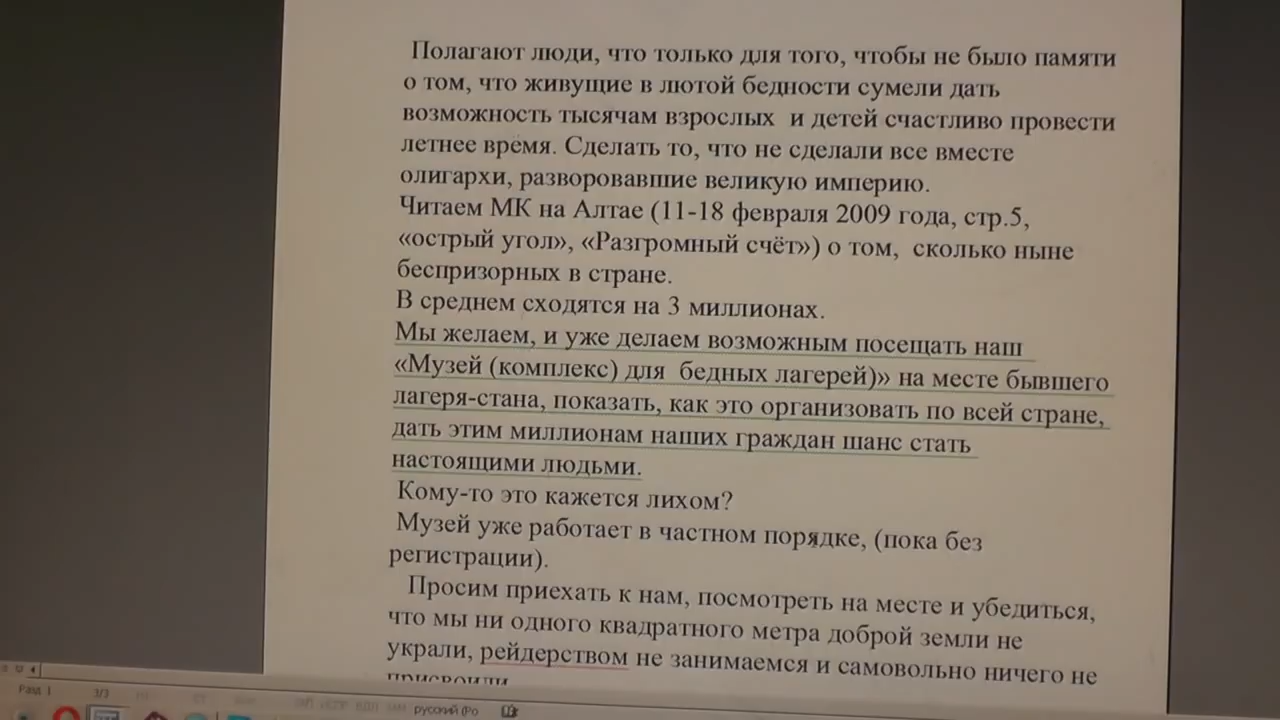 Полагают люди, что только для того, чтобы не было памяти
о том, что живущие в лютой бедности сумели дать
возможность тысячам взрослых и детей счастливо провести
летнее время. Сделать то, что не сделали все вместе
олигархи, разворовавшие великую империю.
Читаем МК на Алтае (11-18 февраля 2009 года, стр.5,
«острый угол», «Разгромный счёт») о том, сколько ныне
беспризорных в стране.
В среднем сходятся на 3 миллионах.
Мы желаем, и уже делаем возможным посещать наш
«Музей (комплекс) для бедных лагерей)» на месте бывшего
лагеря-стана, показать, как это организовать по всей стране,
дать этим миллионам наших граждан шанс стать
настоящими людьми.
Кому-то это кажется лихом?
Музей уже работает в частном порядке, (пока без
регистрации).
Просим приехать к нам, посмотреть на месте и убедиться,
что мы ни одного квадратного метра доброй земли не
украли, рейдерством не занимаемся и самовольно ничего не
присвоили
Разд 1 3/3
русский (Ро